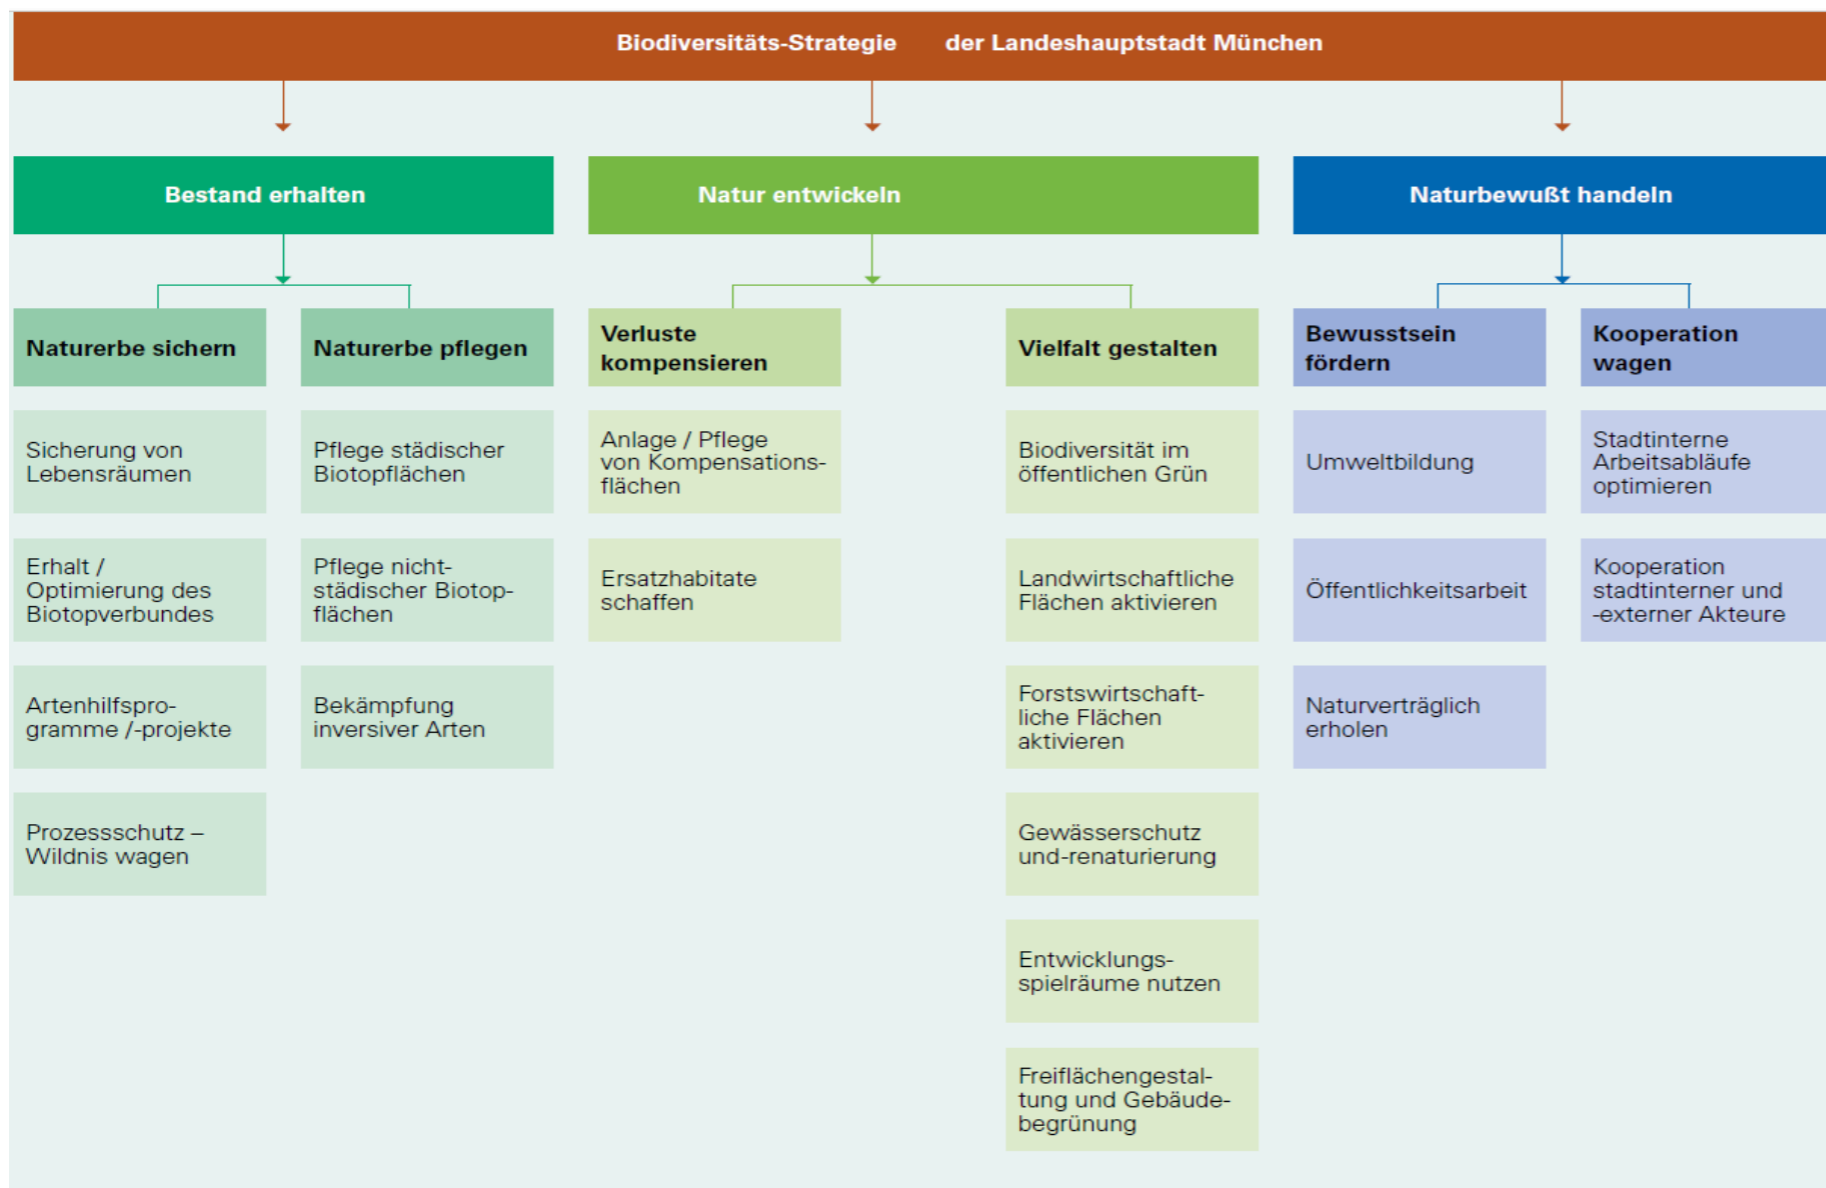 Biodiversitäts-Strategie der Landeshauptstadt München
Bestand erhalten
Natur entwickeln
Naturbewußt handeln
Naturerbe sichern
Naturerbe pflegen
Verluste
kompensieren
Vielfalt gestalten
Bewusstsein
fördern
Kooperation
wagen
Sicherung von
Lebensräumen
Pflege städischer
Biotopflächen
Anlage / Pflege
von Kompensations-
flächen
Biodiversität im
öffentlichen Grün
Umweltbildung
Stadtinterne
Arbeitsabläufe
optimieren
Erhalt /
Optimierung des
Biotopverbundes
Pflege nicht-
städischer Biotop-
flächen
Ersatzhabitate
schaffen
Landwirtschaftliche
Flächen aktivieren
Öffentlichkeitsarbeit
Kooperation
stadtinterner und
-externer Akteure
Artenhilfspro-
gramme /-projekte
Bekämpfung
inversiver Arten
Forstswirtschaft-
liche Flächen
aktivieren
Naturverträglich
erholen
Prozessschutz –
Wildnis wagen
Gewässerschutz
und-renaturierung
Entwicklungs-
spielräume nutzen
Freiflächengestal-
tung und Gebäude-
begrünung